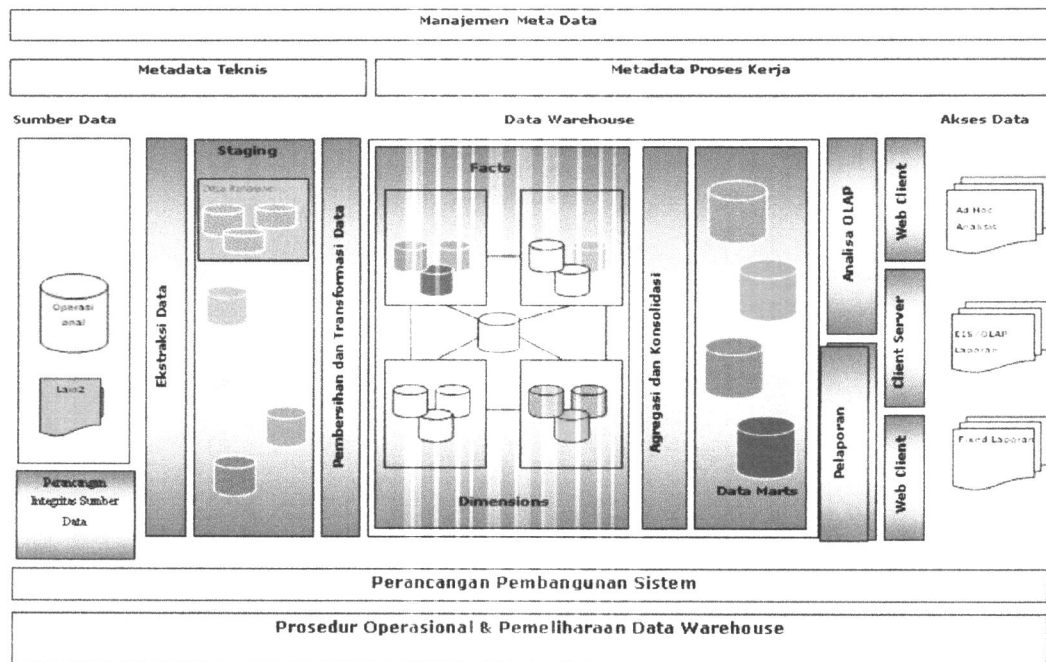 Manajemen Meta Data
Metadata Teknis
Metadata Proses Kerja
Sumber Data
Data Warehouse
Akses Data
Operasi
onal
Lain2
Perancangan
Integritas Sumber
Data
Ekstraksi Data
Staging
Data
Pembersihan dan Transformasi Data
Facts
Dimensions
Agregasi dan Konsolidasi
Data Marts
Analisa OLAP
Pelaporan
Web Client
Client Server
Web Client
Ad Hoc
Analisis
EIS/OLAP
Laporan
Fixed Laporan
Perancangan Pembangunan Sistem
Prosedur Operasional & Pemeliharaan Data Warehouse